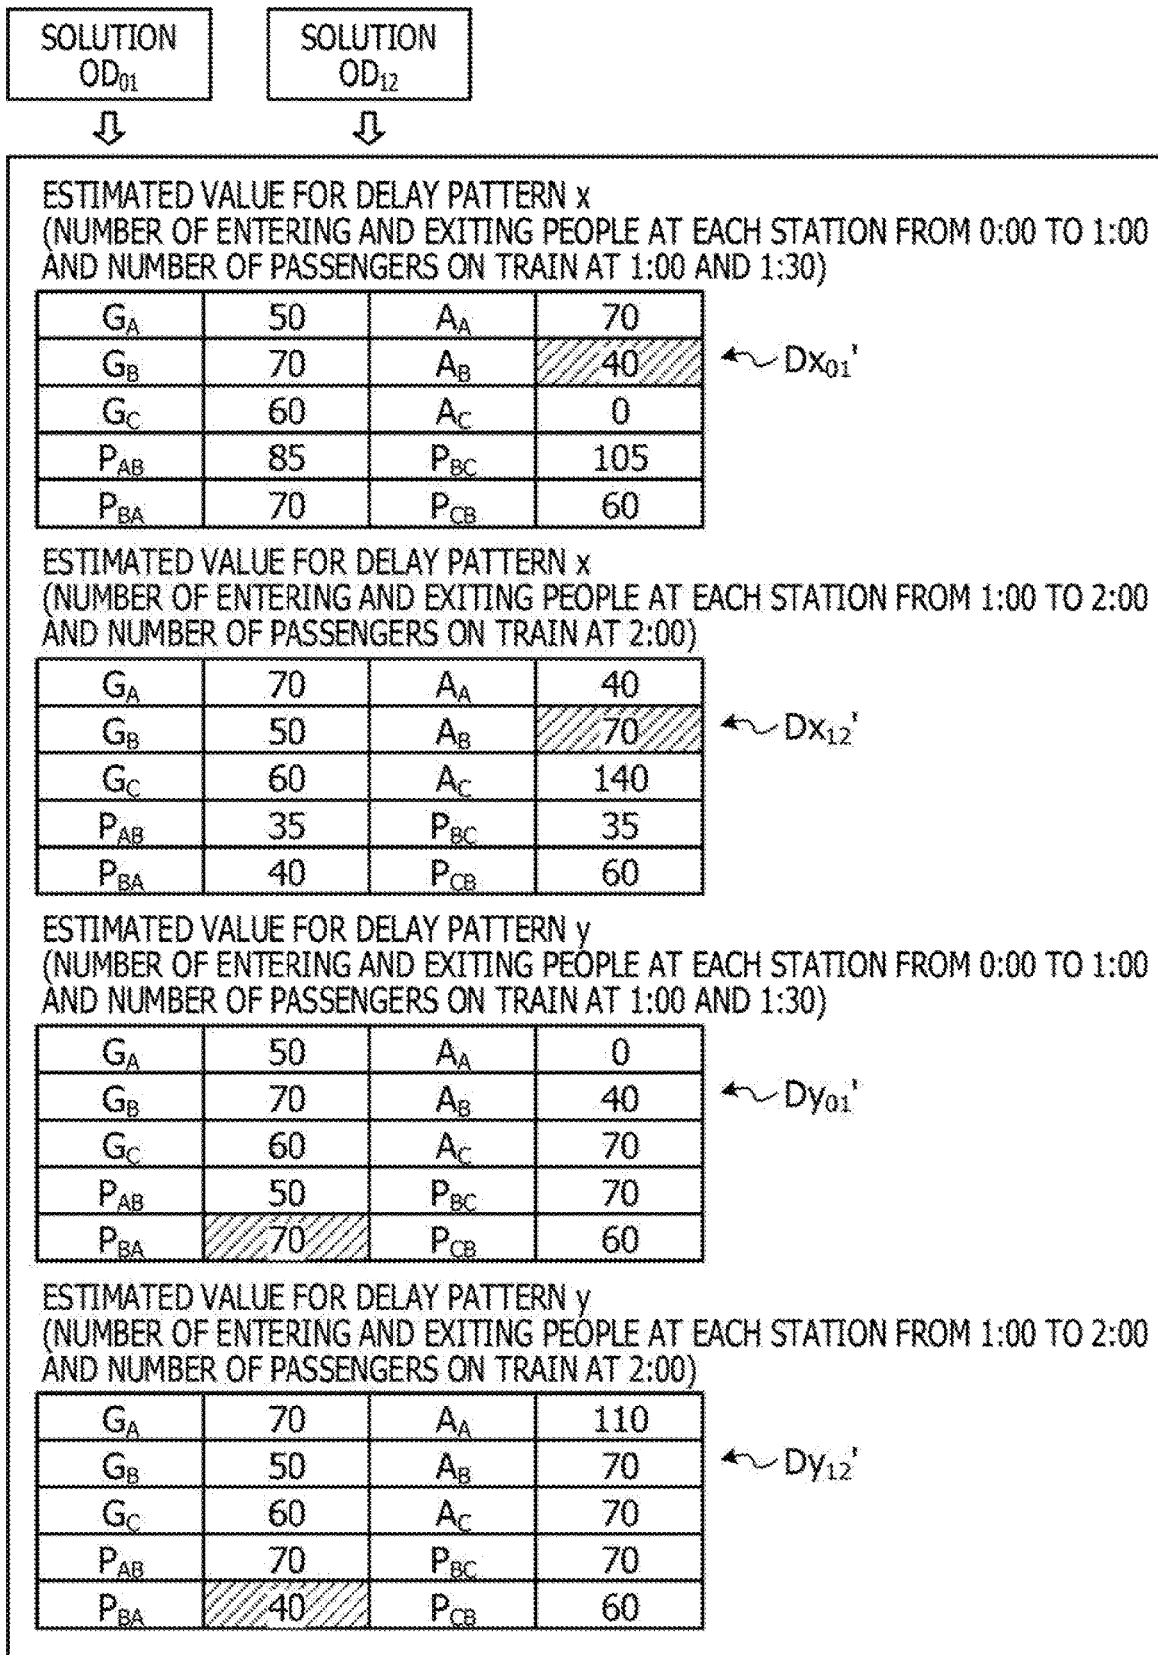 SOLUTION
OD01
SOLUTION
OD12
ESTIMATED VALUE FOR DELAY PATTERN x
(NUMBER OF ENTERING AND EXITING PEOPLE AT EACH STATION FROM 0:00 TO 1:00
AND NUMBER OF PASSENGERS ON TRAIN AT 1:00 AND 1:30)
GA 50 AA 70
GB 70 AB 40 Dx01'
GC 60 AC 0
PAB 85 PBC 105
PBA 70 PCB 60
ESTIMATED VALUE FOR DELAY PATTERN x
(NUMBER OF ENTERING AND EXITING PEOPLE AT EACH STATION FROM 1:00 TO 2:00
AND NUMBER OF PASSENGERS ON TRAIN AT 2:00)
GA 70 AA 40
GB 50 AB 70 Dx12'
GC 60 AC 140
PAB 35 PBC 35
PBA 40 PCB 60
ESTIMATED VALUE FOR DELAY PATTERN y
(NUMBER OF ENTERING AND EXITING PEOPLE AT EACH STATION FROM 0:00 TO 1:00
AND NUMBER OF PASSENGERS ON TRAIN AT 1:00 AND 1:30)
GA 50 AA 0
GB 70 AB 40 Dy01'
GC 60 AC 70
PAB 50 PBC 70
PBA 70 PCB 60
ESTIMATED VALUE FOR DELAY PATTERN y
(NUMBER OF ENTERING AND EXITING PEOPLE AT EACH STATION FROM 1:00 TO 2:00
AND NUMBER OF PASSENGERS ON TRAIN AT 2:00)
GA 70 AA 110
GB 50 AB 70 Dy12'
GC 60 AC 70
PAB 70 PBC 70
PBA 40 PCB 60